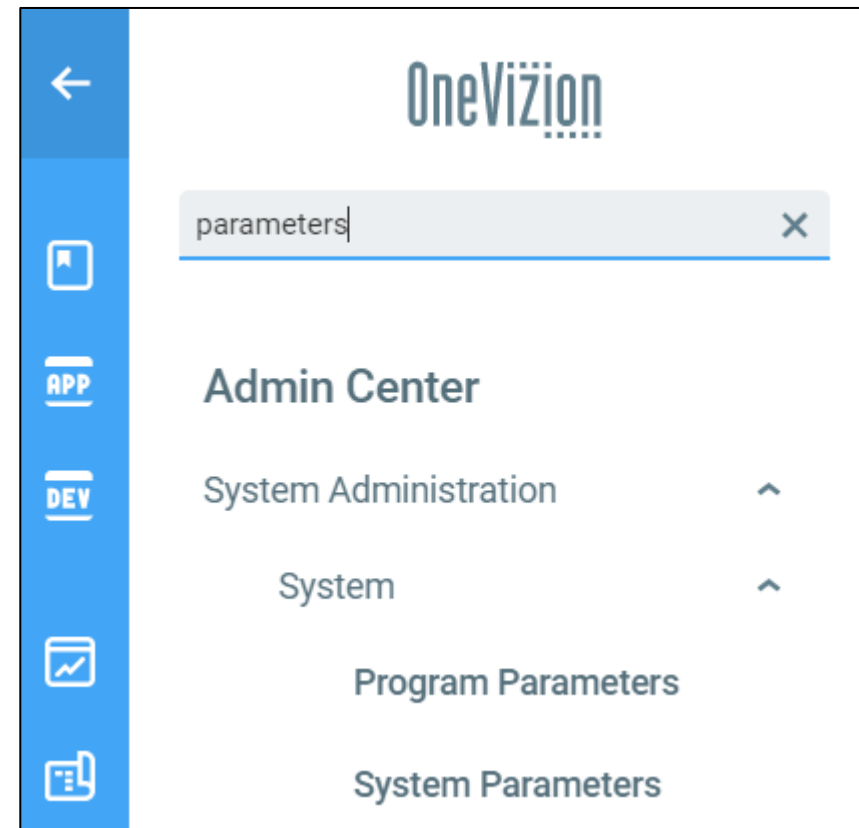 OneVizion
parameters
APP
Admin Center
DEV
System Administration
System
Program Parameters
System Parameters